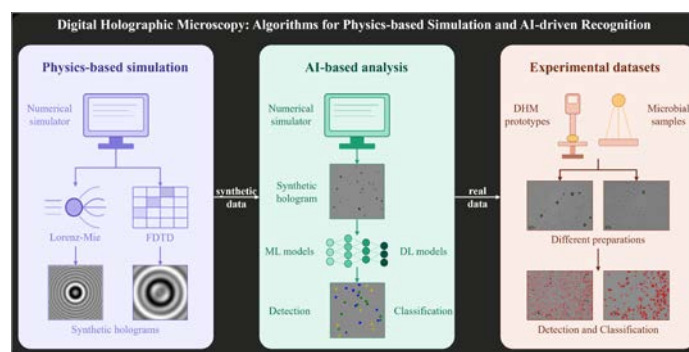 Digital Holographic Microscopy: Algorithms for Physics-based Simulation and AI-driven Recognition
Physics-based simulation
Numerical
simulator
Lorenz-Mie
FDTD
Synthetic holograms
synthetic
data
AI-based analysis
Numerical
simulator
Synthetic
hologram
ML models
DL models
Detection
Classification
real
data
Experimental datasets
DHM
prototypes
Microbial
samples
Different preparations
Detection and Classification